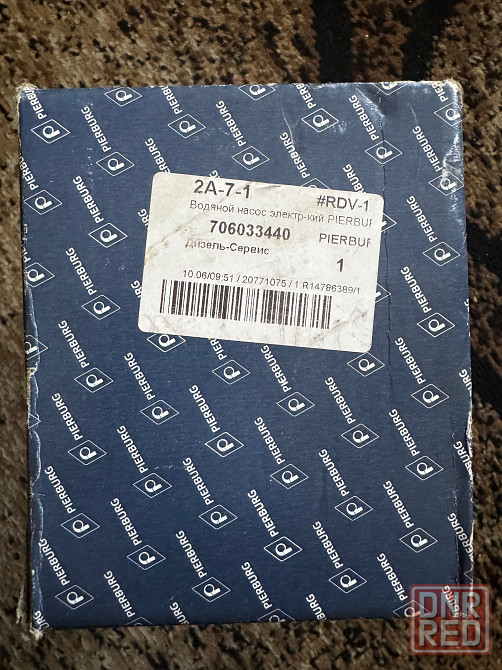 PIERBURG
2A-7-1
#RDV-1
Водяной насос электр-кий PIERBUR
706033440
PIERBUR
Дизель-Сервис
1
10.06/09:51 / 20771075 / 1 R14786389/1
DNR
RED